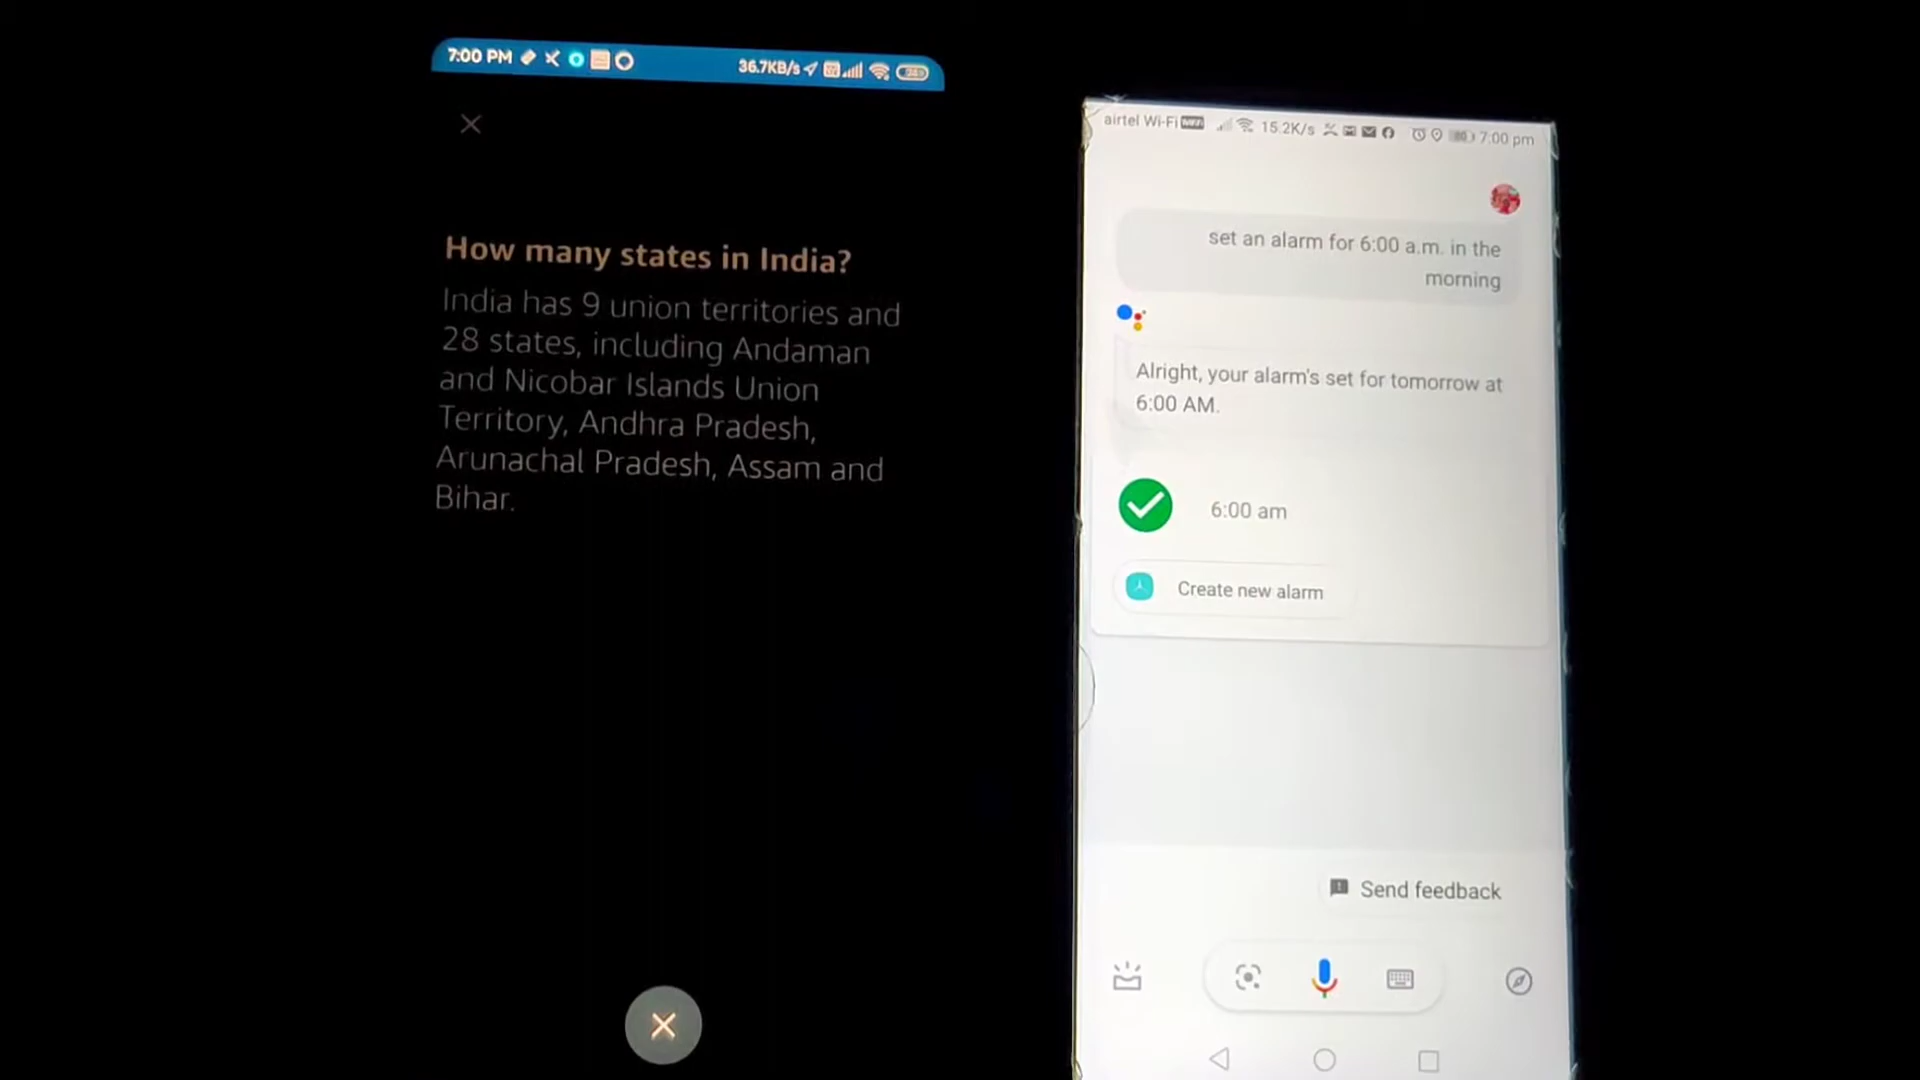 7:00 PM
36.7KB/s
How many states in India?
India has 9 union territories and
28 states, including Andaman
and Nicobar Islands Union
Territory, Andhra Pradesh,
Arunachal Pradesh, Assam and
Bihar.
airtel Wi-Fi
15.2K/s
7:00 pm
set an alarm for 6:00 a.m. in the
morning
Alright, your alarm's set for tomorrow at
6:00 AM.
6:00 am
Create new alarm
Send feedback